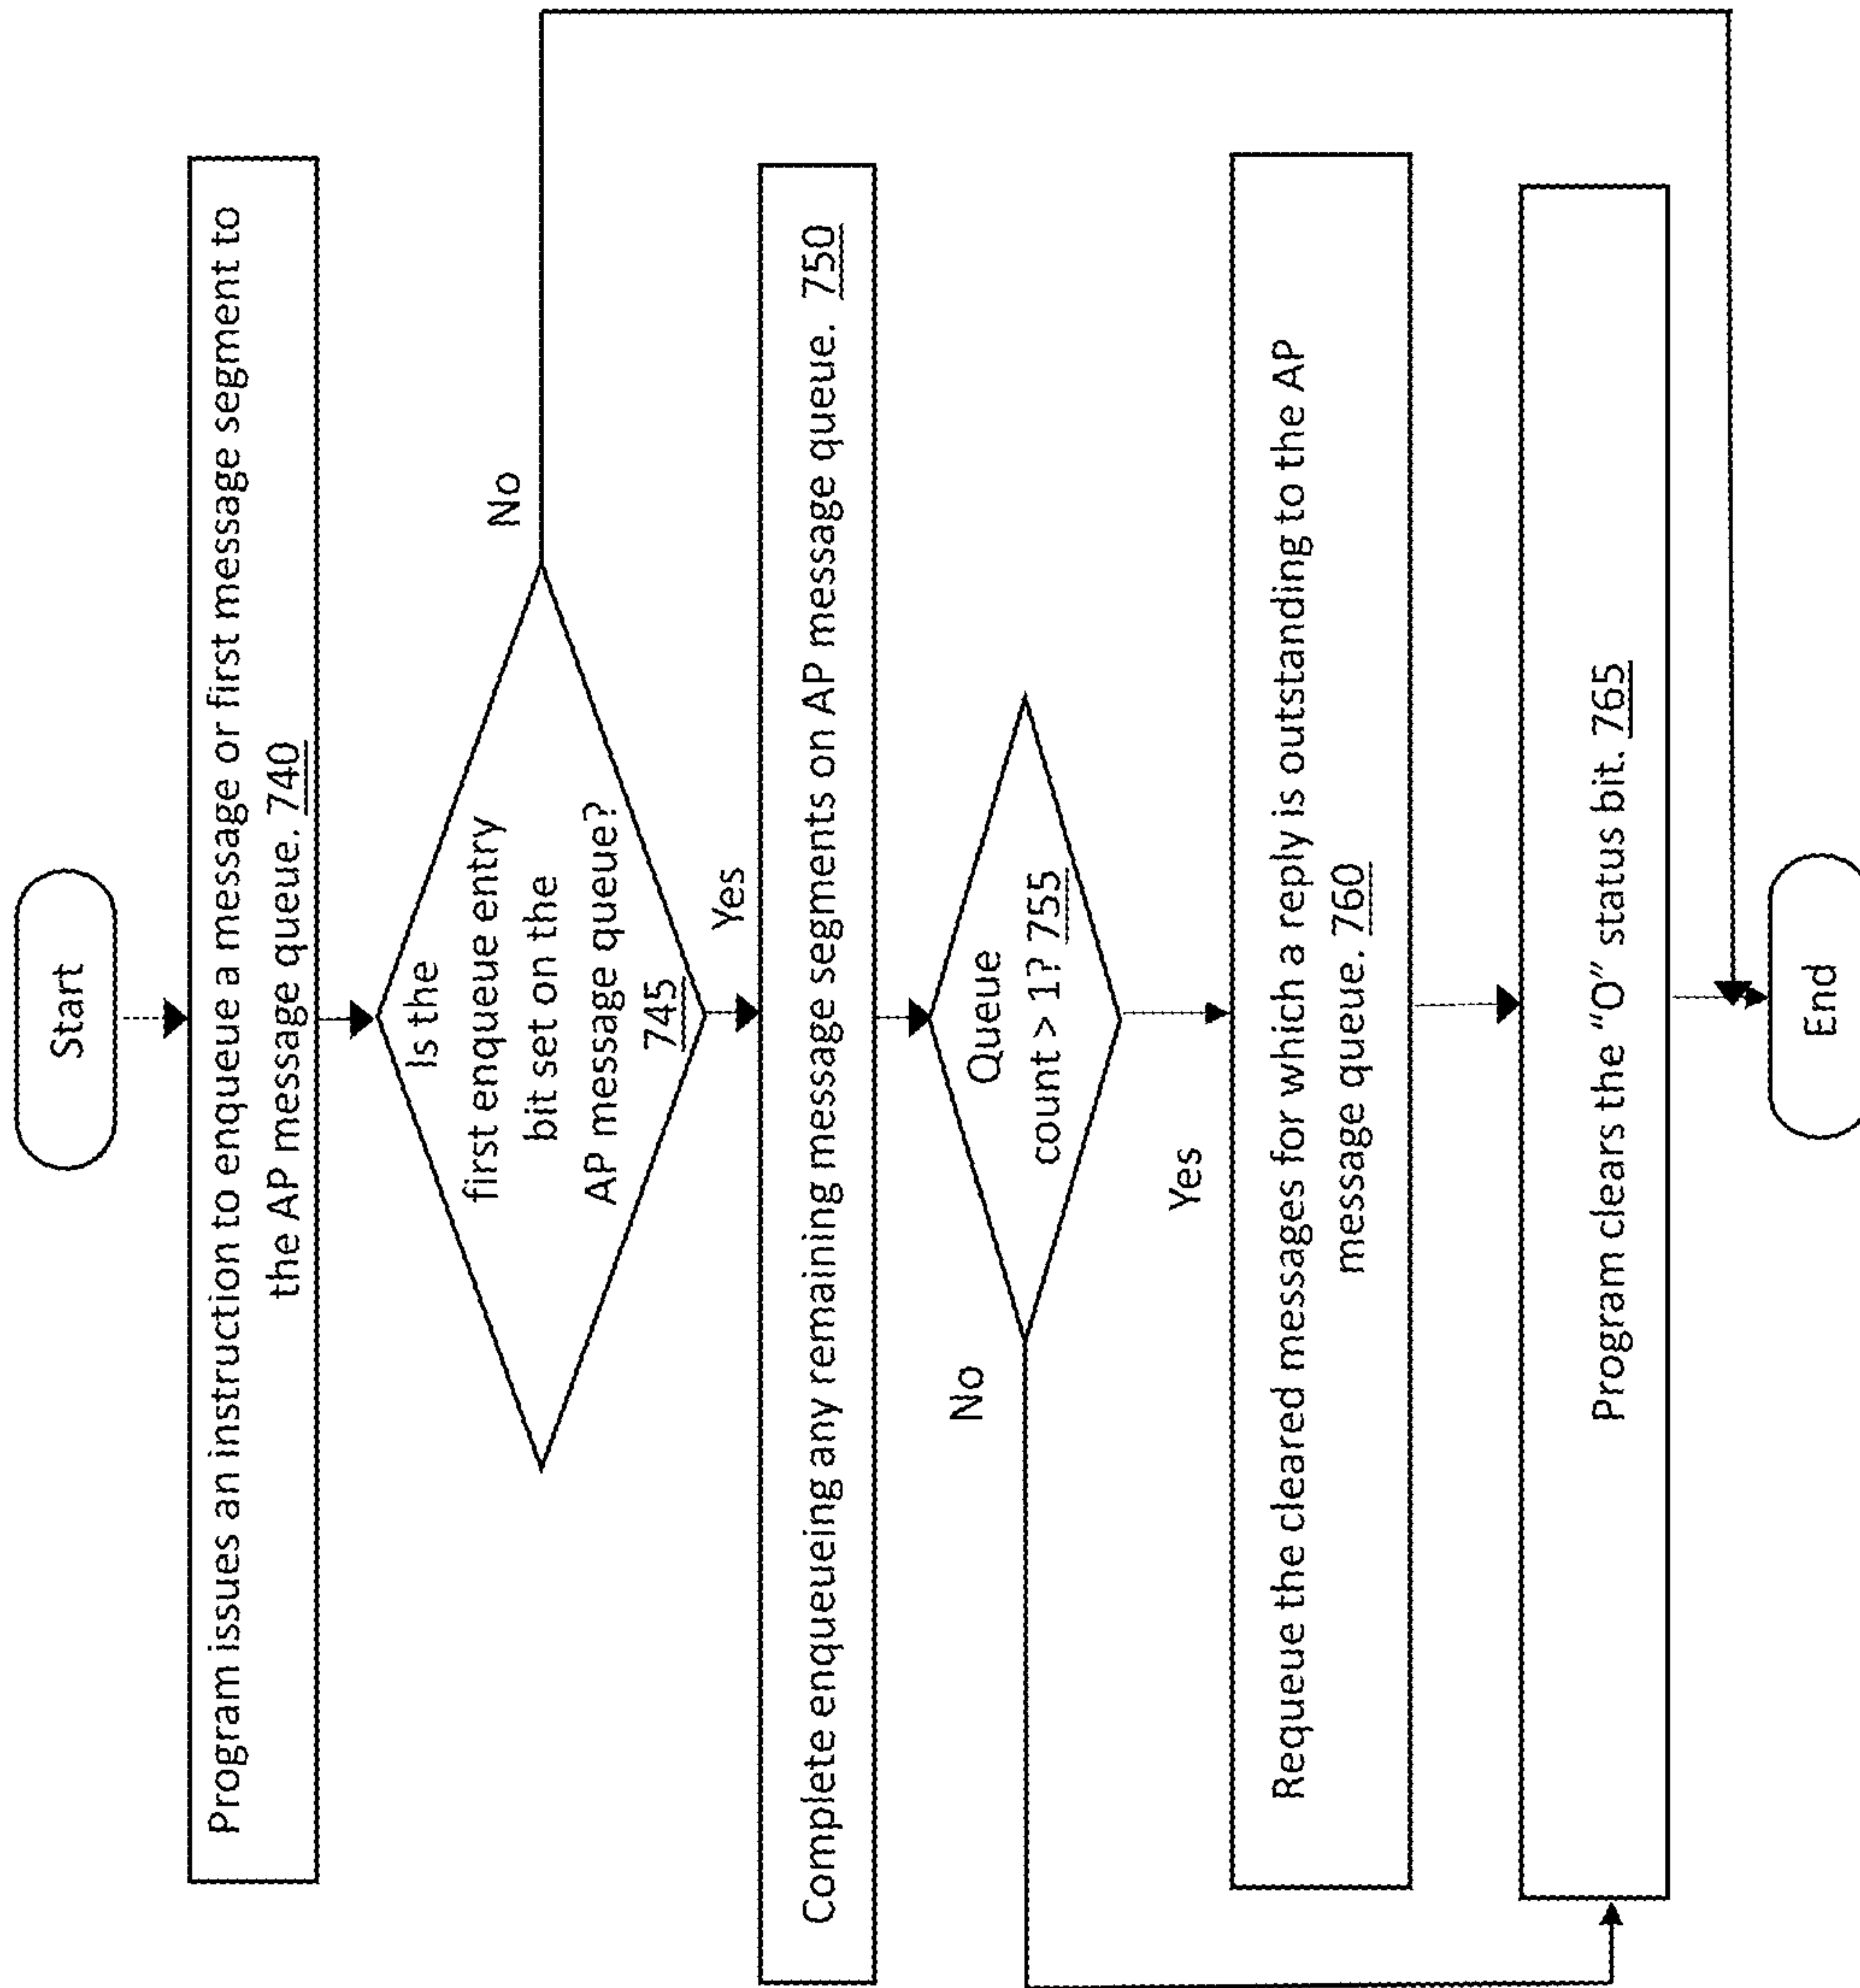 Start
Program issues an instruction to enqueue a message or first message segment to
the AP message queue. 740
Is the
first enqueue entry
bit set on the
AP message queue?
745
No
Yes
Complete enqueueing any remaining message segments on AP message queue. 750
Queue
count > 1? 755
No
Yes
Requeue the cleared messages for which a reply is outstanding to the AP
message queue. 760
Program clears the "O" status bit. 765
End